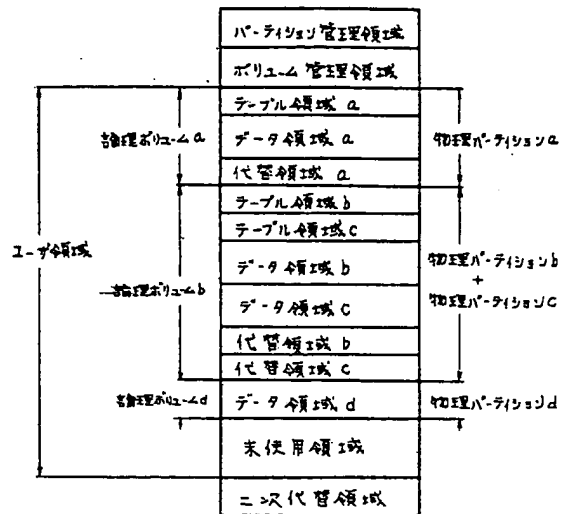 パーティション管理領域
ボリューム管理領域
テーブル領域 a
データ領域 a
代替領域 a
テーブル領域 b
テーブル領域 c
データ領域 b
データ領域 c
代替領域 b
代替領域 c
データ領域 d
未使用領域
二次代替領域
ユーザ領域
論理ボリューム a
論理ボリューム b
論理ボリューム d
物理パーティション a
物理パーティション b
+
物理パーティション c
物理パーティション d